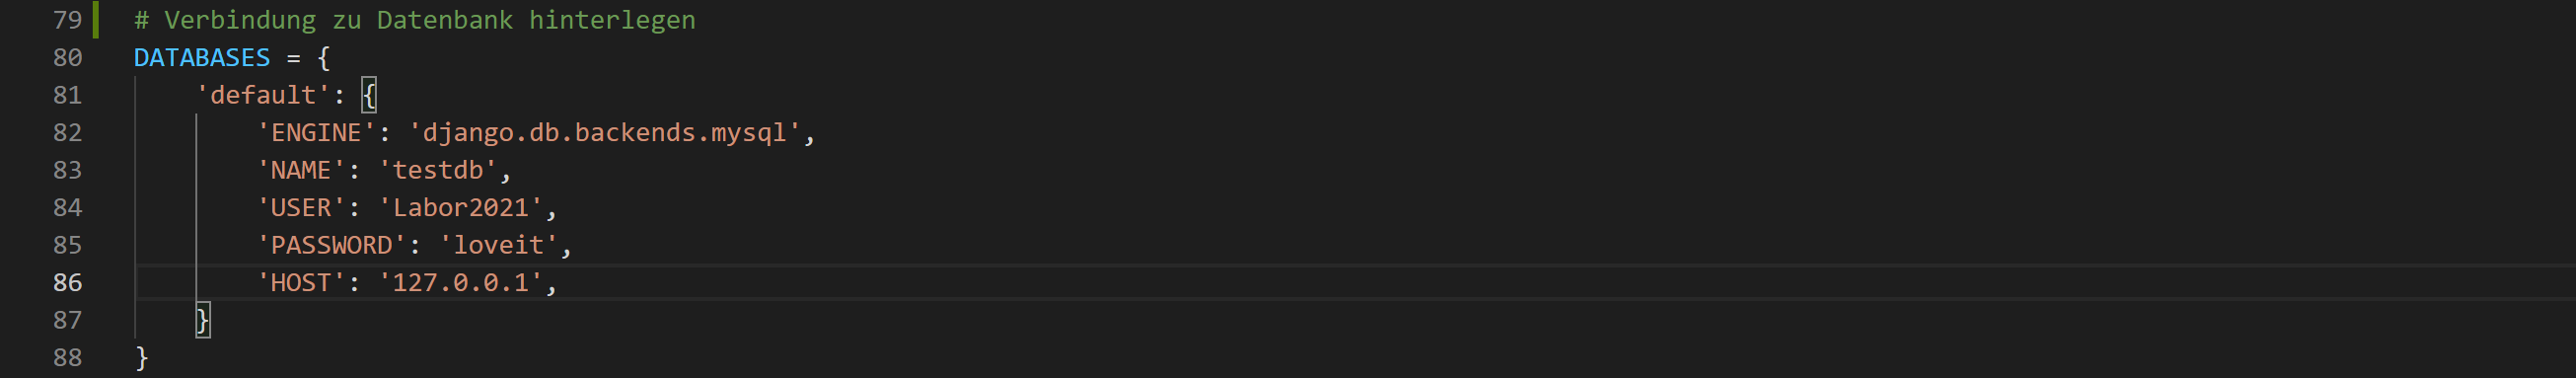 79 # Verbindung zu Datenbank hinterlegen
80 DATABASES = {
81     'default': {
82         'ENGINE': 'django.db.backends.mysql',
83         'NAME': 'testdb',
84         'USER': 'Labor2021',
85         'PASSWORD': 'loveit',
86         'HOST': '127.0.0.1',
87     }
88 }